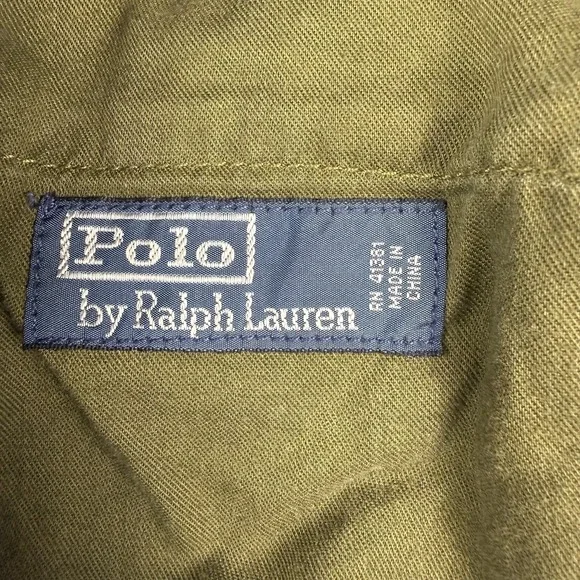 Polo
by Ralph Lauren
RN 41381
MADE IN
CHINA